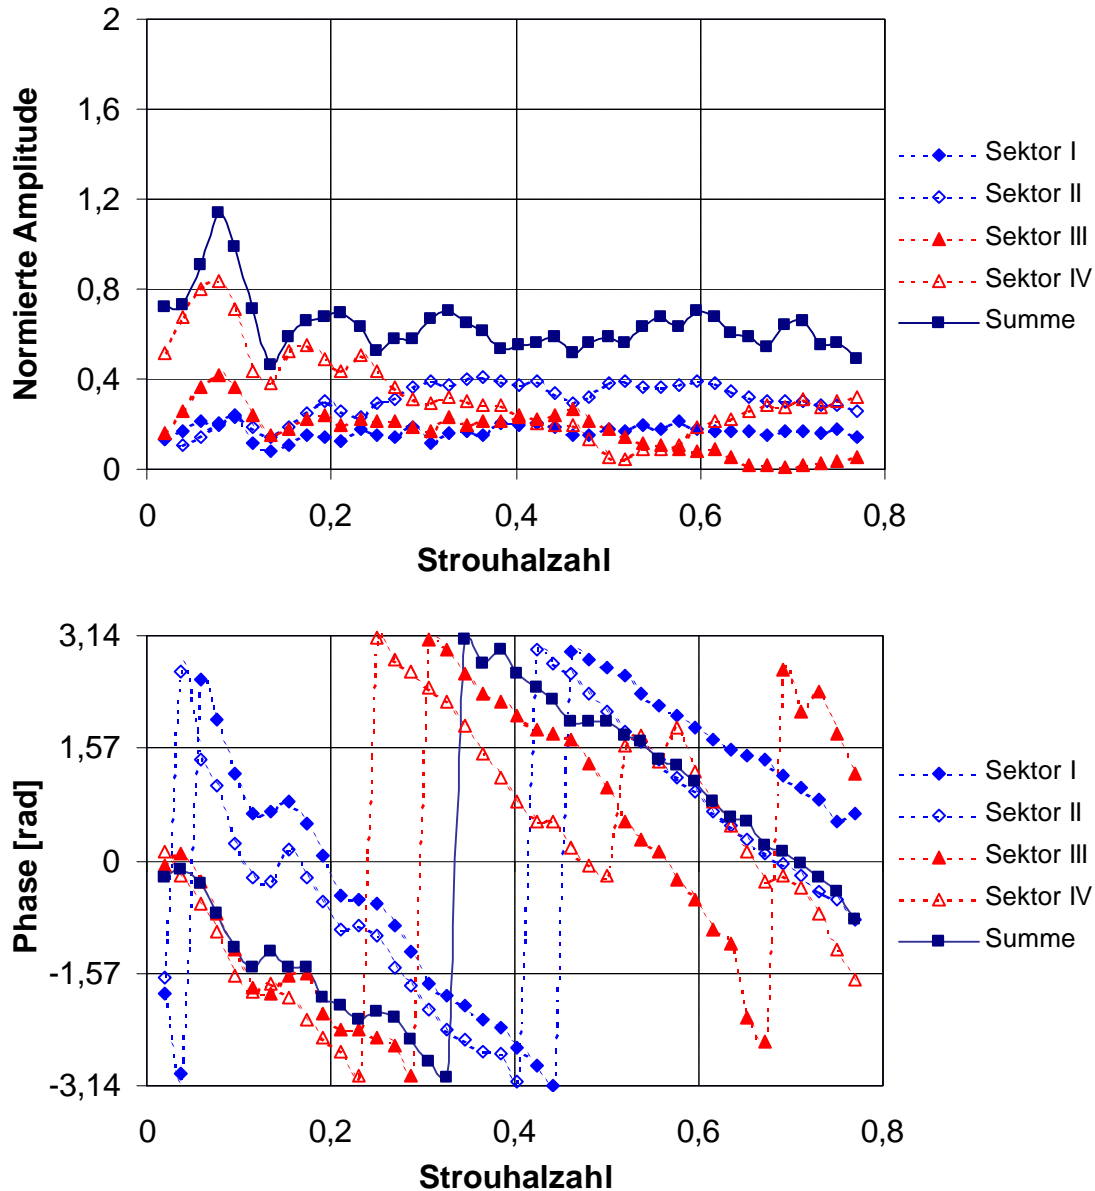 2
1,6
1,2
0,8
0,4
0
Normierte Amplitude
0
0,2
0,4
0,6
0,8
Strouhalzahl
Sektor I
Sektor II
Sektor III
Sektor IV
Summe
3,14
1,57
0
-1,57
-3,14
Phase [rad]
0
0,2
0,4
0,6
0,8
Strouhalzahl
Sektor I
Sektor II
Sektor III
Sektor IV
Summe